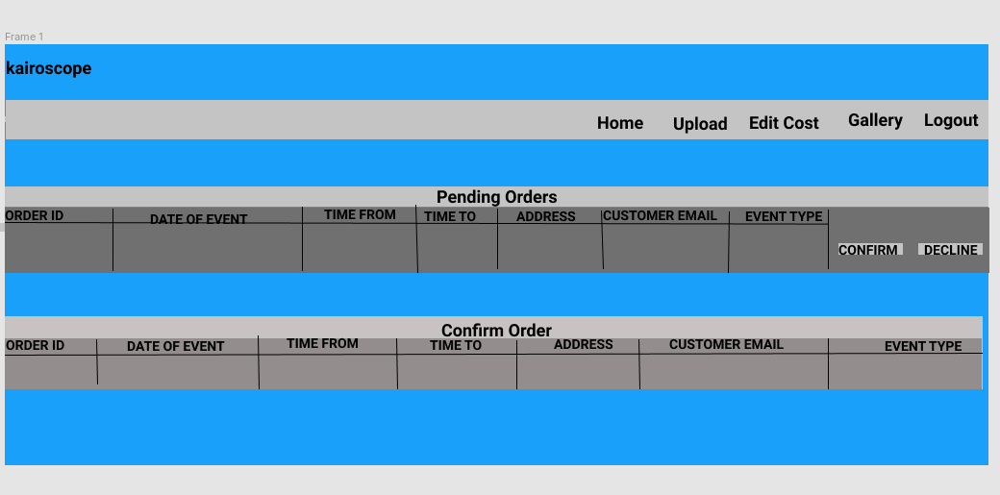 Frame 1
kairoscope
Home Upload Edit Cost Gallery Logout
Pending Orders
ORDER ID DATE OF EVENT TIME FROM TIME TO ADDRESS CUSTOMER EMAIL EVENT TYPE
CONFIRM DECLINE
Confirm Order
ORDER ID DATE OF EVENT TIME FROM TIME TO ADDRESS CUSTOMER EMAIL EVENT TYPE